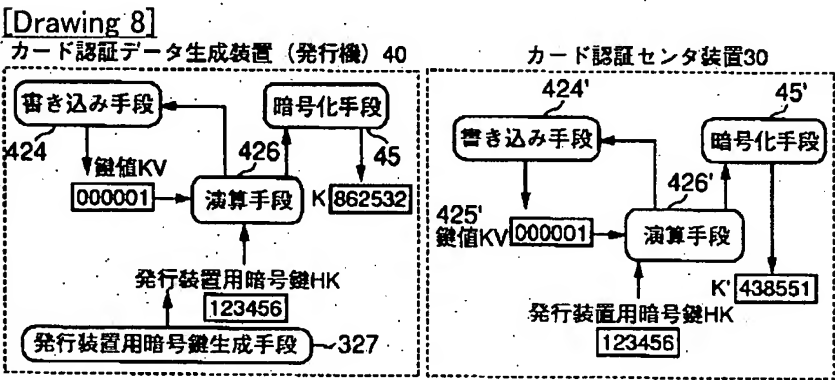 [Drawing 8]
カード認証データ生成装置（発行機）40
書き込み手段
暗号化手段
424
426
45
鍵値KV
000001
演算手段
K 862532
発行装置用暗号鍵HK
123456
発行装置用暗号鍵生成手段
327
カード認証センタ装置30
424'
45'
書き込み手段
暗号化手段
426'
425'
鍵値KV 000001
演算手段
K' 438551
発行装置用暗号鍵HK
123456